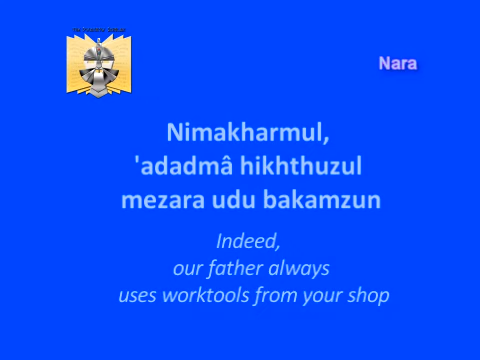 Nara
Nimakharmul,
'adadmâ hikhthuzul
mezara udu bakamzun
Indeed,
our father always
uses worktools from your shop